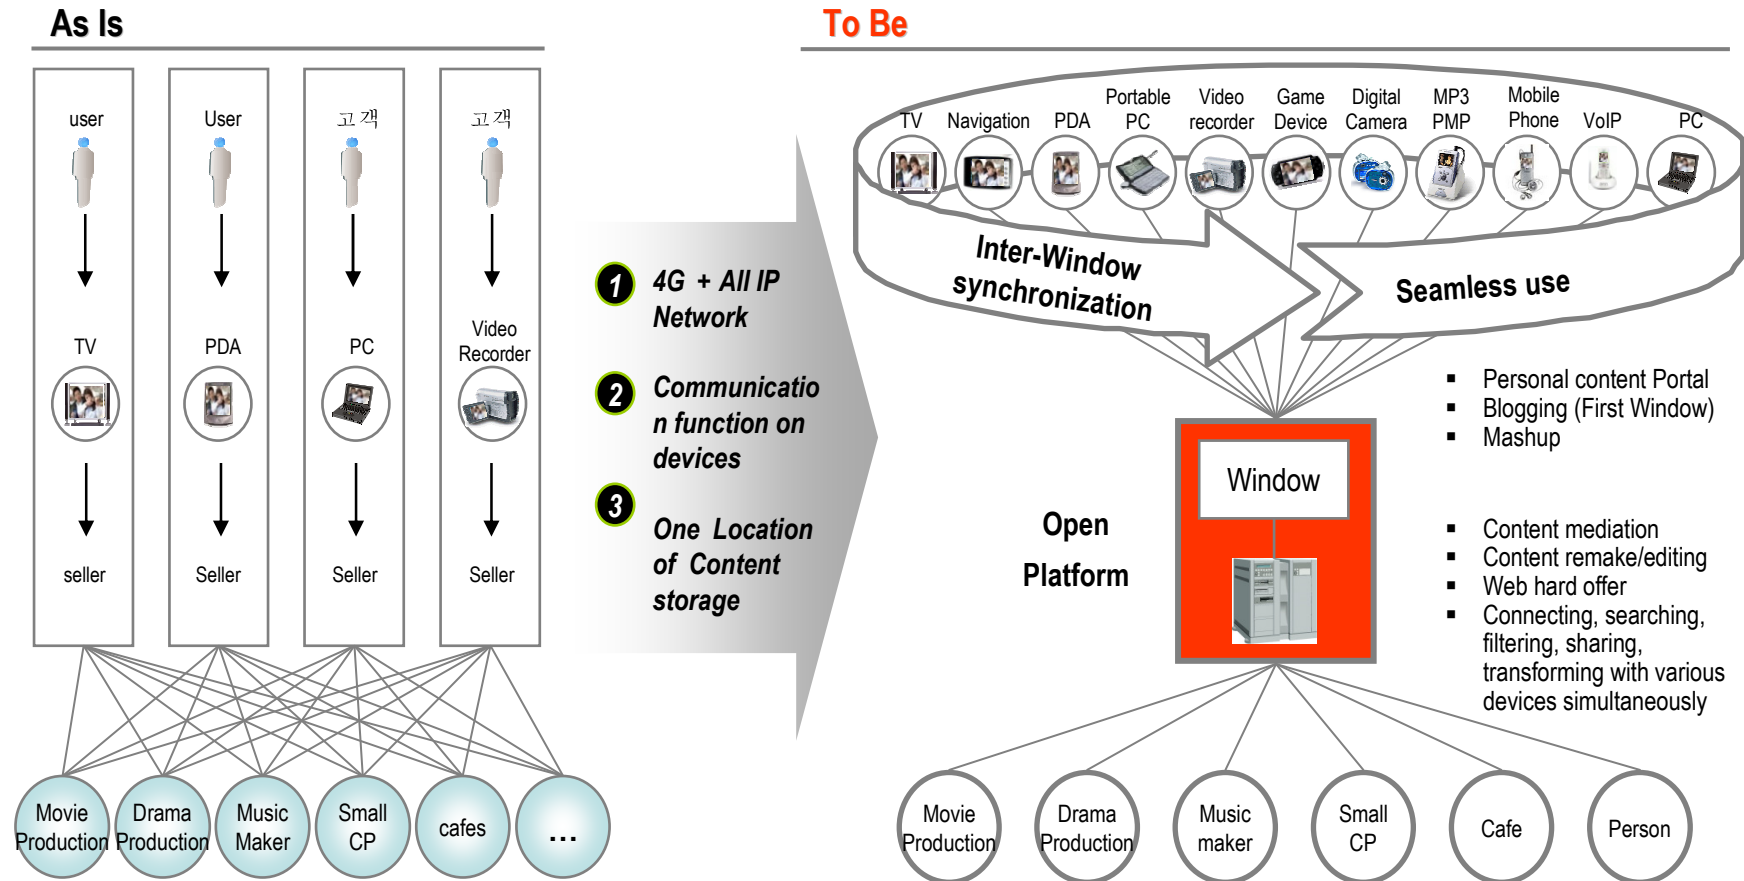 As Is
To Be
user
User
고객
고객
TV
PDA
PC
Video
Recorder
seller
Seller
Seller
Seller
Movie
Production
Drama
Production
Music
Maker
Small
CP
cafes
...
1
4G + All IP
Network
2
Communicatio
n function on
devices
3
One Location
of Content
storage
TV
Navigation
PDA
Portable
PC
Video
recorder
Game
Device
Digital
Camera
MP3
PMP
Mobile
Phone
VoIP
PC
Inter-Window
synchronization
Seamless use
▪ Personal content Portal
▪ Blogging (First Window)
▪ Mashup
Window
Open
Platform
▪ Content mediation
▪ Content remake/editing
▪ Web hard offer
▪ Connecting, searching,
filtering, sharing,
transforming with various
devices simultaneously
Movie
Production
Drama
Production
Music
maker
Small
CP
Cafe
Person